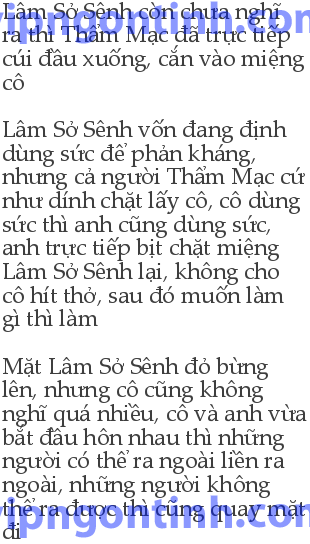 Lâm Sở Sênh còn chưa nghĩ
ra thì Thẩm Mạc đã trực tiếp
cúi đầu xuống, cắn vào miệng
cô
Lâm Sở Sênh vốn đang định
dùng sức để phản kháng,
nhưng cả người Thẩm Mạc cứ
như dính chặt lấy cô, cô dùng
sức thì anh cũng dùng sức,
anh trực tiếp bịt chặt miệng
Lâm Sở Sênh lại, không cho
cô hít thở, sau đó muốn làm
gì thì làm
Mặt Lâm Sở Sênh đỏ bừng
lên, nhưng cô cũng không
nghĩ quá nhiều, cô và anh vừa
bắt đầu hôn nhau thì những
người có thể ra ngoài liền ra
ngoài, những người không
thể ra được thì cũng quay mặt
đi
vipngontinh.com
vipngontinh.com